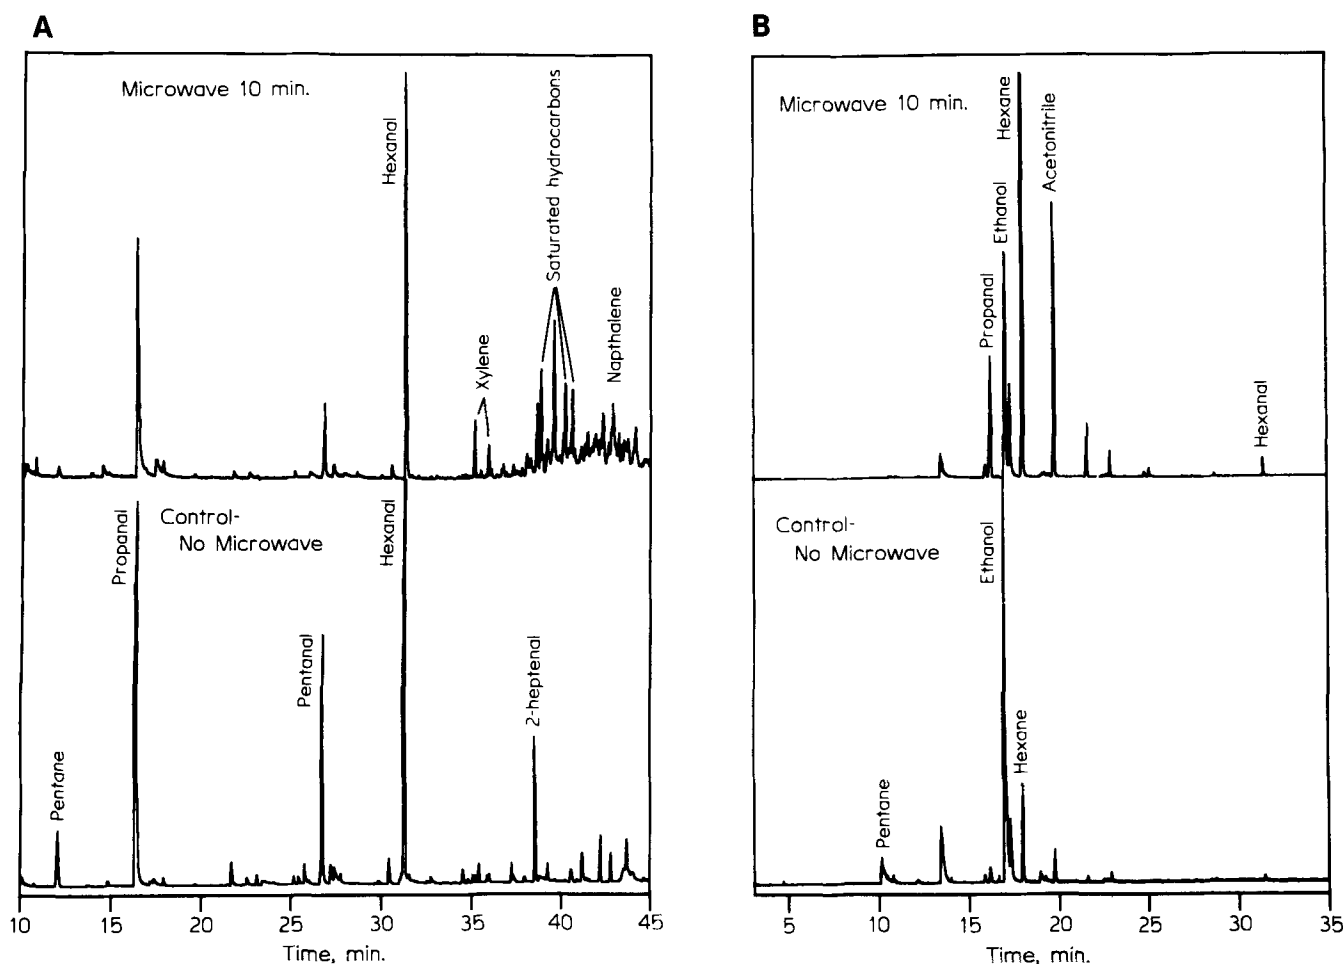 A
Microwave 10 min.
Hexanal
Saturated hydrocarbons
Xylene
Napthalene
Control-
No Microwave
Propanal
Hexanal
Pentane
Pentanal
2-heptenal
10 15 20 25 30 35 40 45
Time, min.
B
Microwave 10 min.
Propanal
Ethanol
Hexane
Acetonitrile
Hexanal
Control-
No Microwave
Ethanol
Pentane
Hexane
5 10 15 20 25 30 35
Time, min.